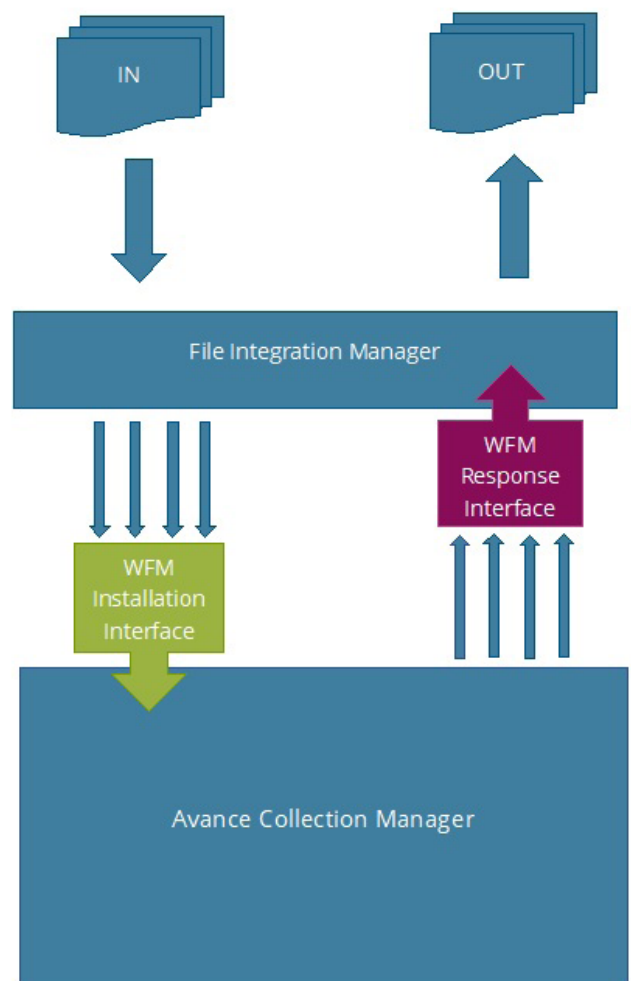 IN
OUT
File Integration Manager
WFM
Response
Interface
WFM
Installation
Interface
Avance Collection Manager